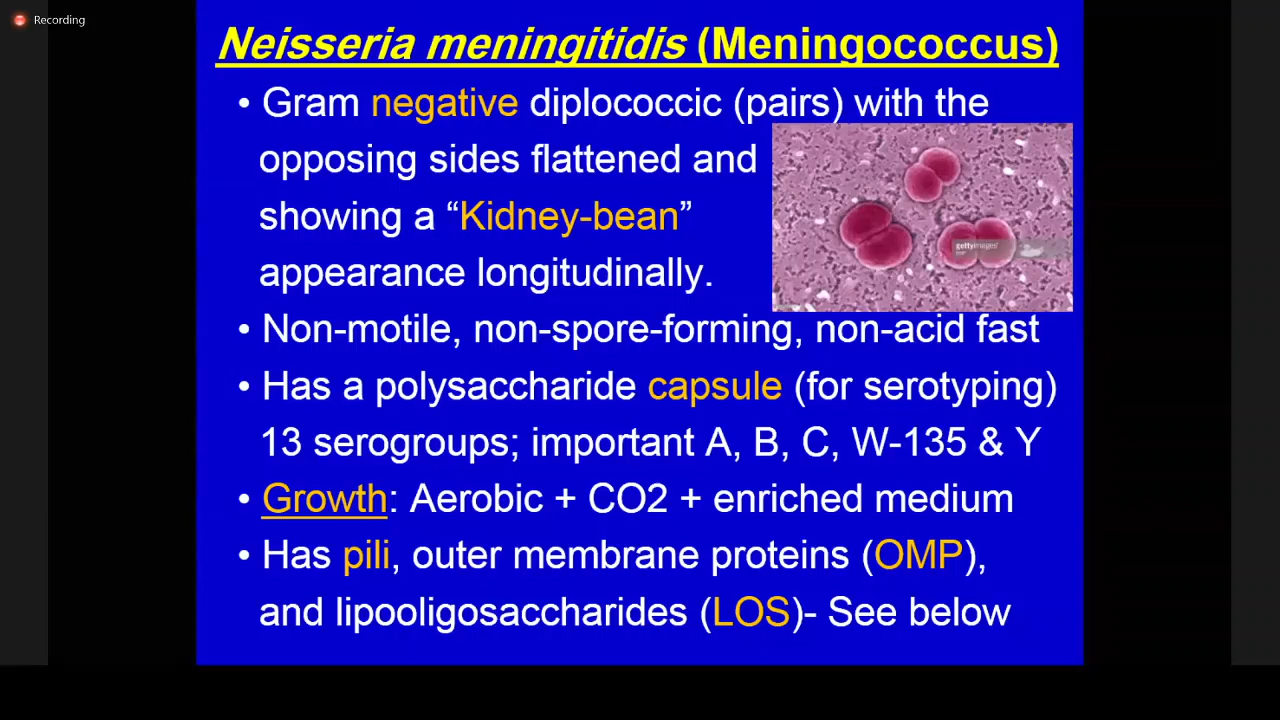 Recording
Neisseria meningitidis (Meningococcus)
• Gram negative diplococcic (pairs) with the
opposing sides flattened and
showing a “Kidney-bean”
gettyimages
appearance longitudinally.
• Non-motile, non-spore-forming, non-acid fast
• Has a polysaccharide capsule (for serotyping)
13 serogroups; important A, B, C, W-135 & Y
• Growth: Aerobic + CO2 + enriched medium
• Has pili, outer membrane proteins (OMP),
and lipooligosaccharides (LOS)- See below